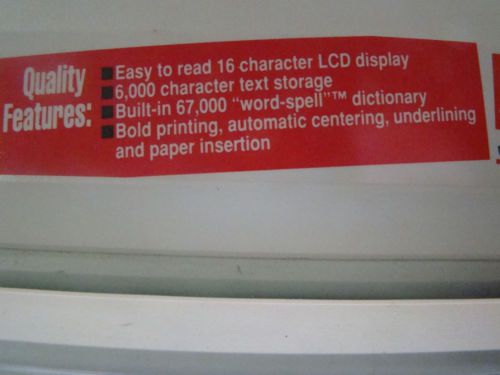 Quality
Features:
Easy to read 16 character LCD display
6,000 character text storage
Built-in 67,000 “word-spell”™ dictionary
Bold printing, automatic centering, underlining
and paper insertion